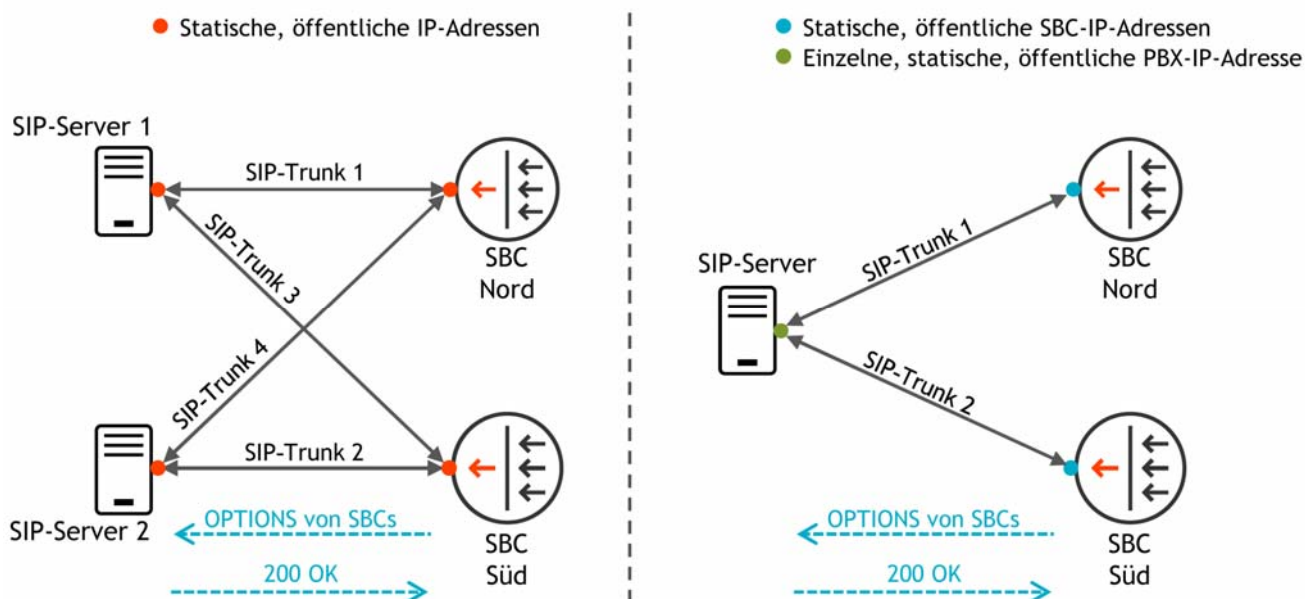 Statische, öffentliche IP-Adressen
SIP-Server 1
SIP-Trunk 1
SBC
Nord
SIP-Trunk 3
SIP-Trunk 4
SIP-Trunk 2
SIP-Server 2
OPTIONS von SBCs
SBC
Süd
200 OK
Statische, öffentliche SBC-IP-Adressen
Einzelne, statische, öffentliche PBX-IP-Adresse
SIP-Server
SIP-Trunk 1
SBC
Nord
SIP-Trunk 2
OPTIONS von SBCs
SBC
Süd
200 OK